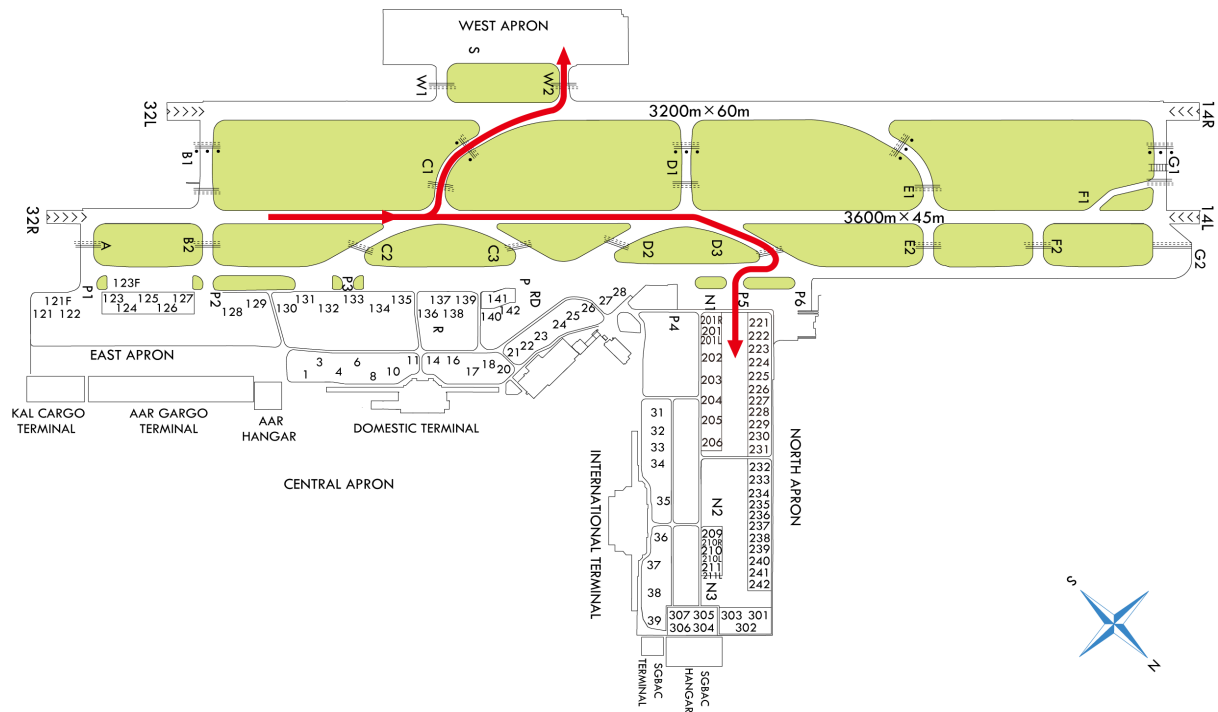 WEST APRON
S
W1
W2
32L
3200m×60m
14R
B1
C1
D1
E1
F1
G1
32R
3600m×45m
14L
A
B2
C2
C3
D2
D3
E2
F2
G2
P1
123F
P2
P3
P
RD
N1
P5
P6
121F
121 122
123 125 127
124 126
128 129
130 131 132 133 134 135
136 137 138 139
R
140 141 142
21 22 23 24 25 26 27 28
P4
EAST APRON
1 3 4 6 8 10 11
14 16 17 18 20
KAL CARGO
TERMINAL
AAR GARGO
TERMINAL
AAR
HANGAR
DOMESTIC TERMINAL
CENTRAL APRON
INTERNATIONAL TERMINAL
31
32
33
34
35
36
37
38
39
201R
201
201L
202
203
204
205
206
N2
209
210R
210
210L
211
211L
N3
221
222
223
224
225
226
227
228
229
230
231
232
233
234
235
236
237
238
239
240
241
242
NORTH APRON
307 305
306 304
303 301
302
SGBAC
TERMINAL
SGBAC
HANGAR
S
N